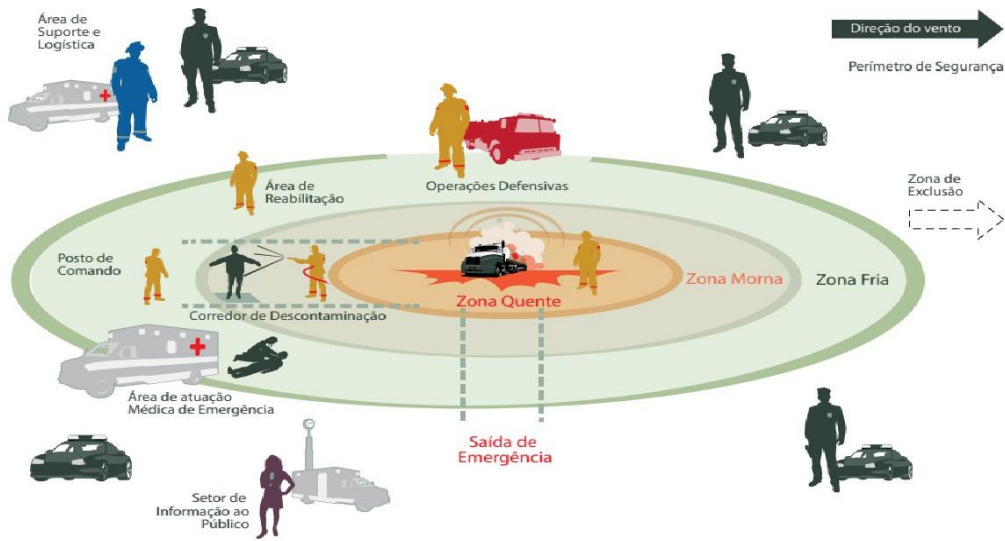 Área de
Suporte e
Logística
Direção do vento
Perímetro de Segurança
Área de
Reabilitação
Operações Defensivas
Zona de
Exclusão
Posto de
Comando
Zona Quente
Zona Morna
Zona Fria
Corredor de Descontaminação
Área de atuação
Médica de Emergência
Saída de
Emergência
Setor de
Informação ao
Público